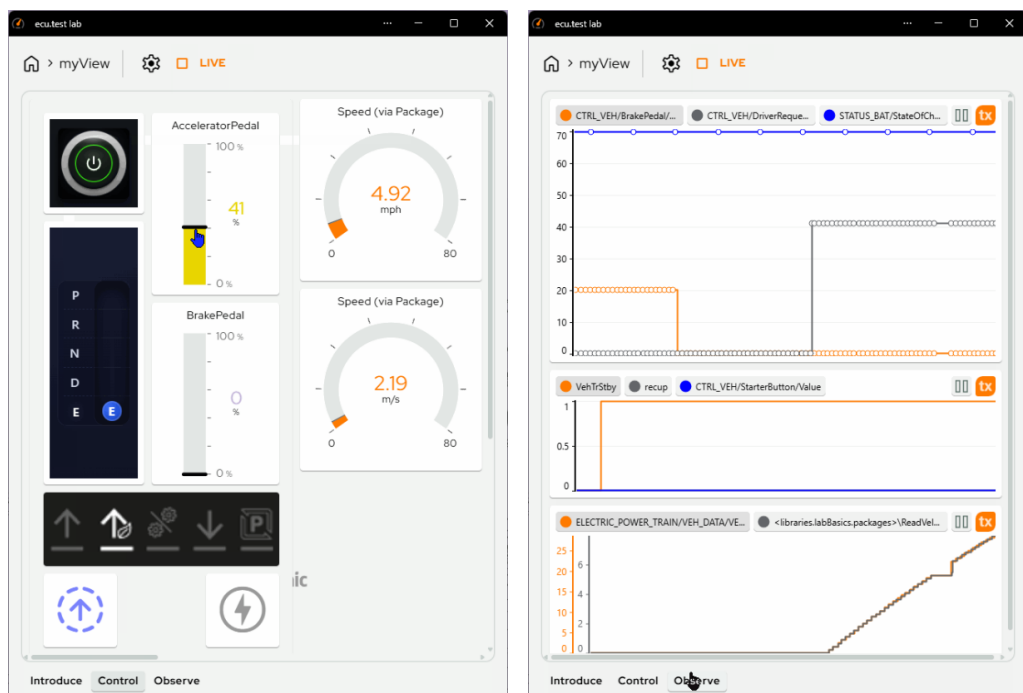 ecu.test lab
myView
LIVE
AcceleratorPedal
100 %
41
%
0 %
P
R
N
D
E
E
BrakePedal
100 %
0
%
0 %
Speed (via Package)
4.92
mph
0
80
Speed (via Package)
2.19
m/s
0
80
P
ic
Introduce
Control
Observe
ecu.test lab
myView
LIVE
CTRL_VEH/BrakePedal/...
CTRL_VEH/DriverReque...
STATUS_BAT/StateOfCh...
tx
70
60
50
40
30
20
10
0
VehTrStby
recup
CTRL_VEH/StarterButton/Value
tx
1
0.5
0
ELECTRIC_POWER_TRAIN/VEH_DATA/VE...
<libraries.labBasics.packages>\ReadVel...
tx
25
20
15
10
5
0
6
4
2
0
Introduce
Control
Observe